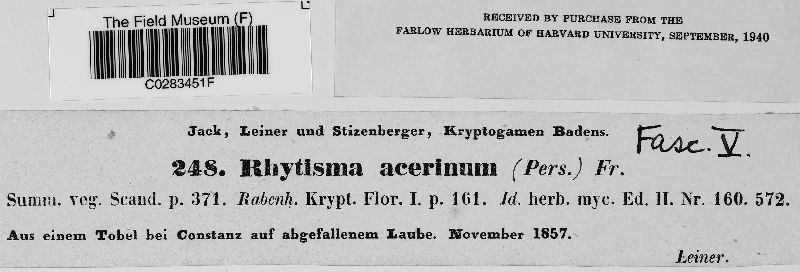 The Field Museum (F)
C0283451F
RECEIVED BY PURCHASE FROM THE
FARLOW HERBARIUM OF HARVARD UNIVERSITY, SEPTEMBER, 1940
Jack, Leiner und Stizenberger, Kryptogamen Badens.
Fasc. V.
248. Rhytisma acerinum (Pers.) Fr.
Summ. veg. Scand. p. 371. Rabenh. Krypt. Flor. I. p. 161. Id. herb. myc. Ed. II. Nr. 160. 572.
Aus einem Tobel bei Constanz auf abgefallenem Laube. November 1857.
Leiner.